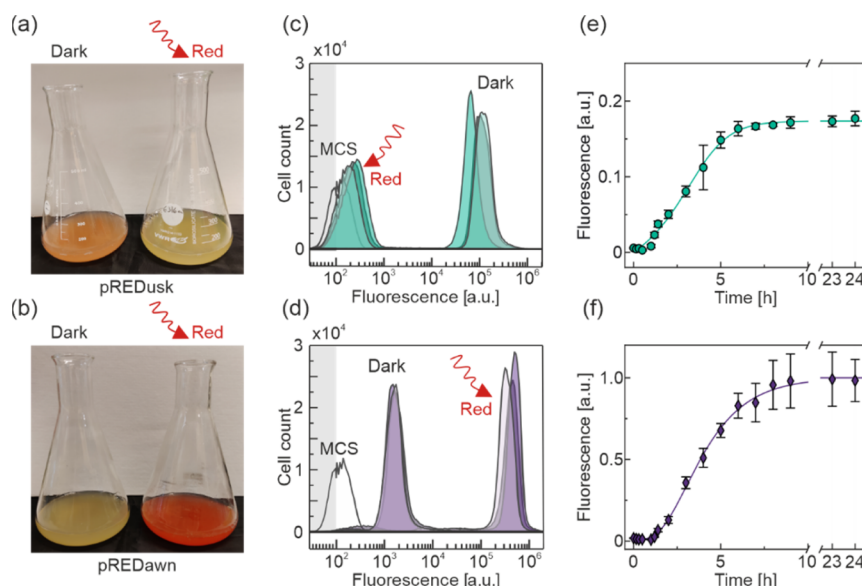 (a)
Dark
Red
pREDusk
(b)
Dark
Red
pREDawn
(c)
x10⁴
3
2
1
0
Cell count
MCS
Red
Dark
10² 10³ 10⁴ 10⁵ 10⁶
Fluorescence [a.u.]
(d)
x10⁴
3
2
1
0
Cell count
MCS
Dark
Red
10² 10³ 10⁴ 10⁵ 10⁶
Fluorescence [a.u.]
(e)
0.2
0.1
0
Fluorescence [a.u.]
0 5 10 23 24
Time [h]
(f)
1.0
0.5
0
Fluorescence [a.u.]
0 5 10 23 24
Time [h]